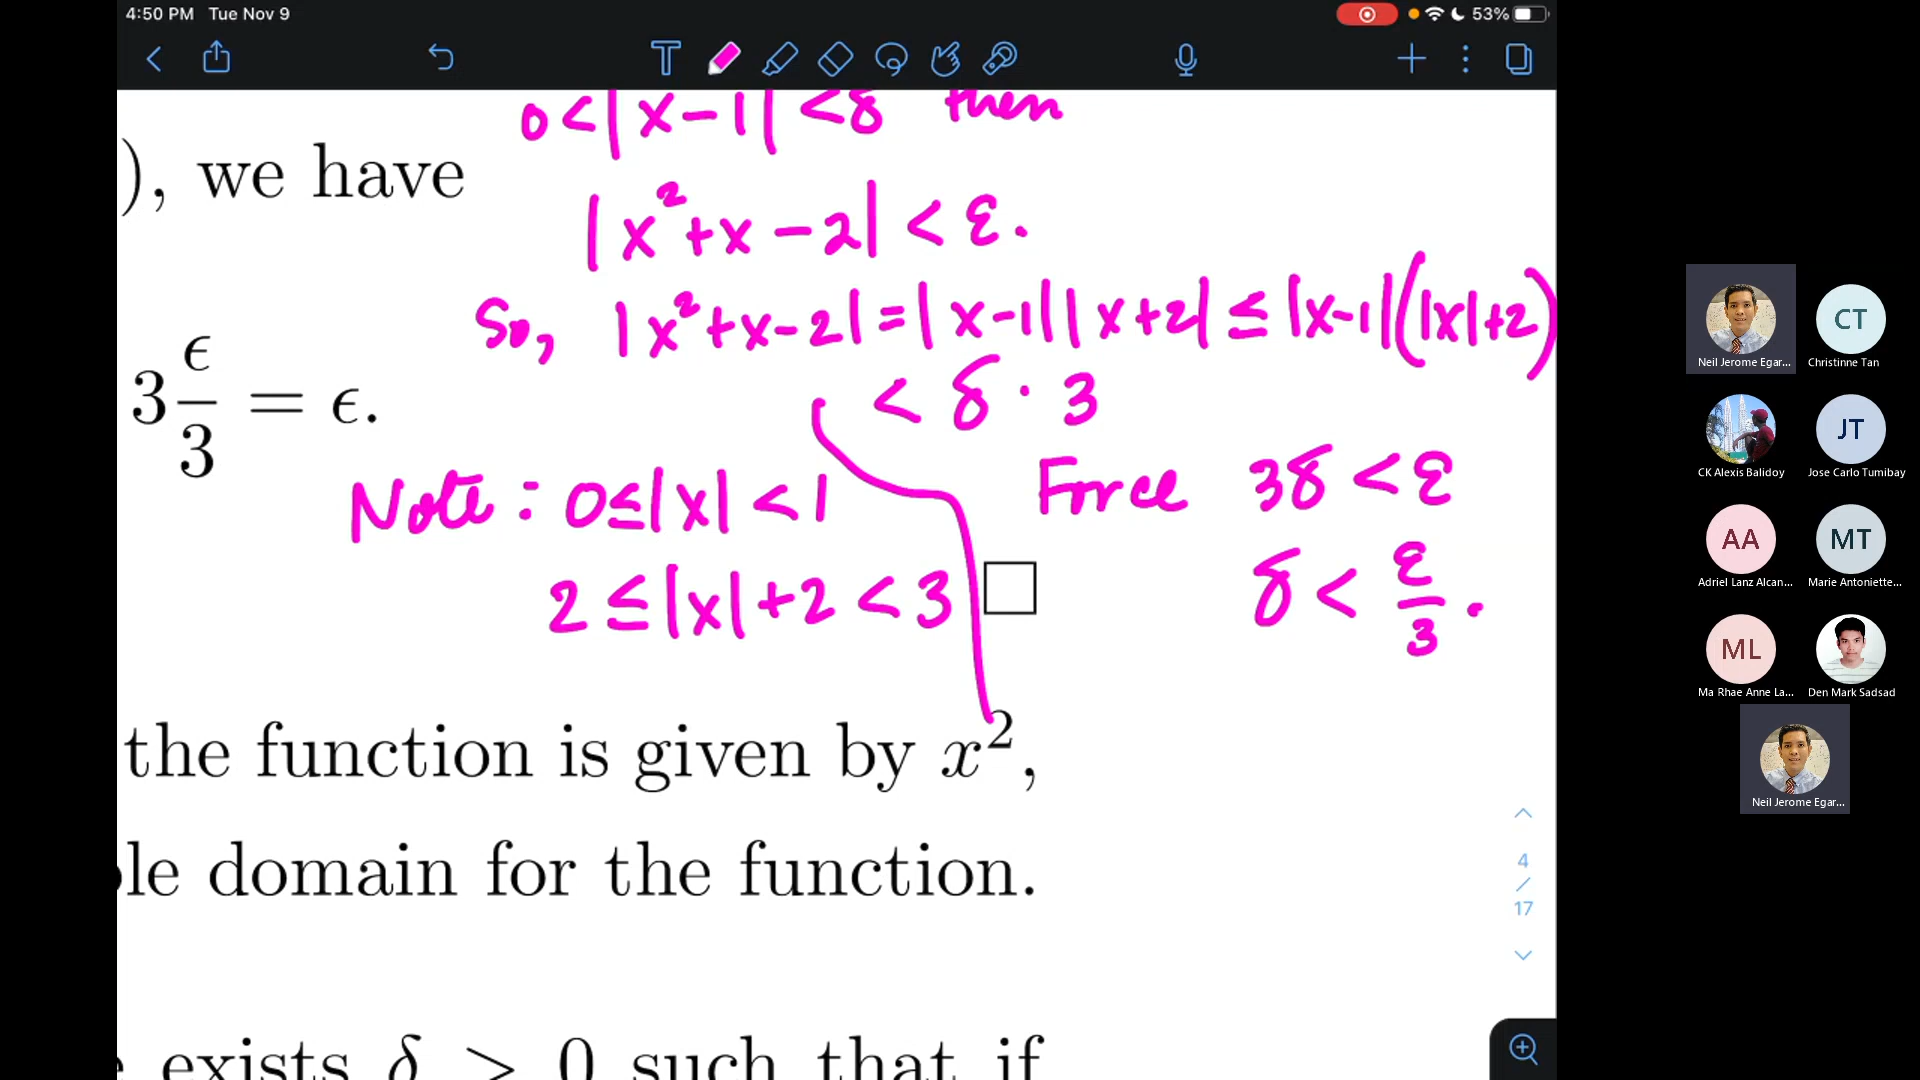 4:50 PM Tue Nov 9
53%
T
0<|x-1|<δ then
), we have
|x²+x-2|<ε.
So, |x²+x-2|=|x-1||x+2|≤|x-1|(|x|+2)
< δ · 3
3 ϵ/3 = ϵ.
Note : 0≤|x|<1
Force 3δ<ε
2≤|x|+2<3
δ < ε/3.
the function is given by x²,
le domain for the function.
exists δ > 0 such that if
4
/
17
Neil Jerome Egar...
CT
Christinne Tan
CK Alexis Balidoy
JT
Jose Carlo Tumibay
AA
Adriel Lanz Alcan...
MT
Marie Antoniette...
ML
Ma Rhae Anne La...
Den Mark Sadsad
Neil Jerome Egar...